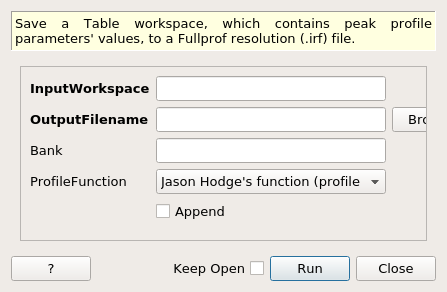 Save a Table workspace, which contains peak profile
parameters' values, to a Fullprof resolution (.irf) file.
InputWorkspace
OutputFilename Bro
Bank
ProfileFunction Jason Hodge's function (profile
Append
? Keep Open Run Close